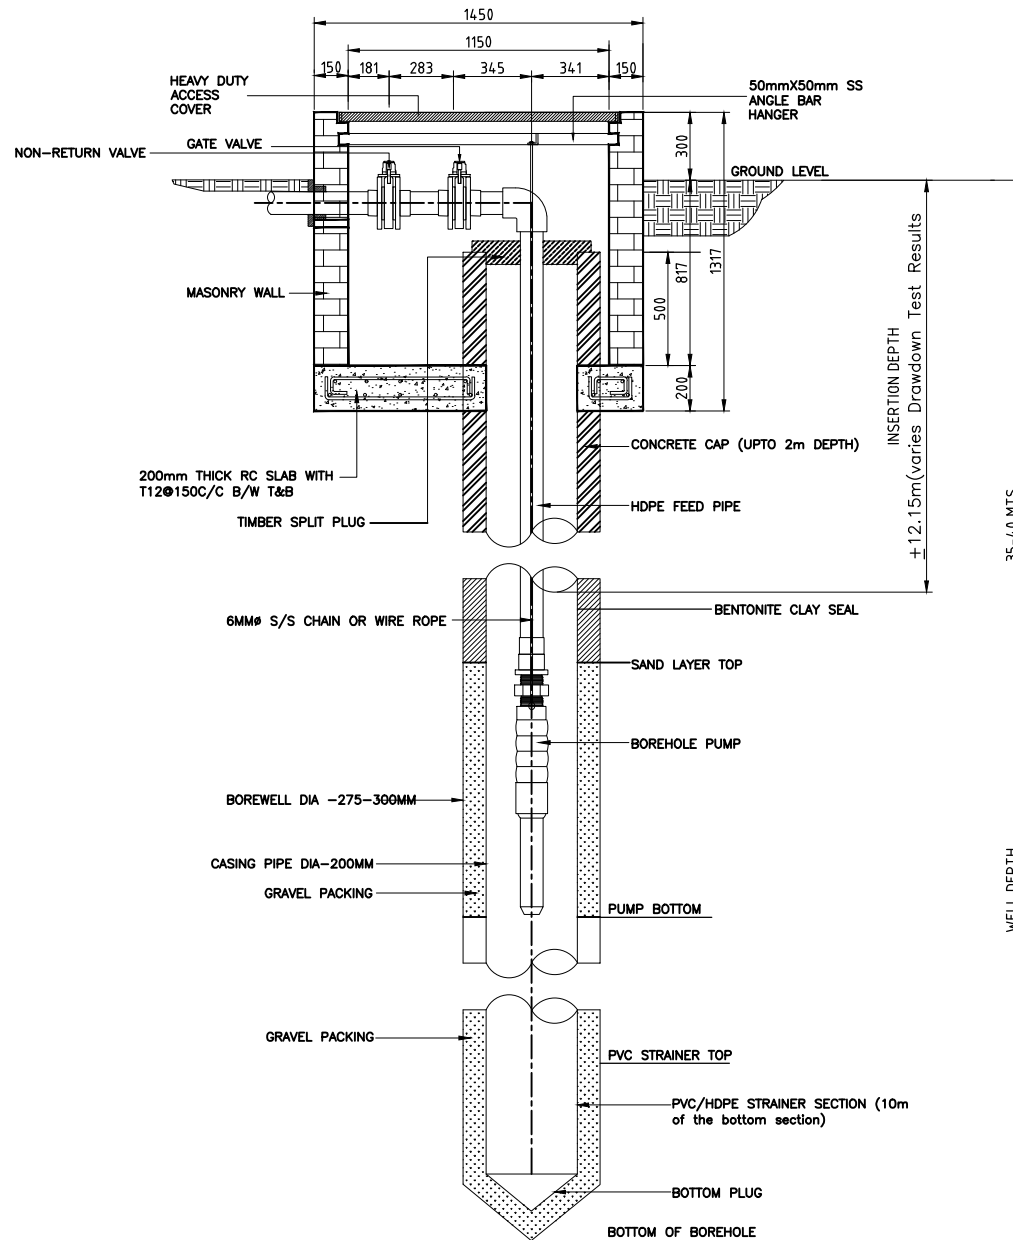 1450
1150
150
181
283
345
341
150
HEAVY DUTY
ACCESS
COVER
50mmX50mm SS
ANGLE BAR
HANGER
GATE VALVE
NON-RETURN VALVE
300
GROUND LEVEL
817
1317
500
200
MASONRY WALL
INSERTION DEPTH
±12.15m(varies Drawdown Test Results
CONCRETE CAP (UPTO 2m DEPTH)
200mm THICK RC SLAB WITH
T12@150C/C B/W T&B
HDPE FEED PIPE
TIMBER SPLIT PLUG
BENTONITE CLAY SEAL
6MMø S/S CHAIN OR WIRE ROPE
SAND LAYER TOP
BOREHOLE PUMP
BOREWELL DIA -275-300MM
CASING PIPE DIA-200MM
GRAVEL PACKING
PUMP BOTTOM
WELL DEPTH
GRAVEL PACKING
PVC STRAINER TOP
PVC/HDPE STRAINER SECTION (10m
of the bottom section)
BOTTOM PLUG
BOTTOM OF BOREHOLE